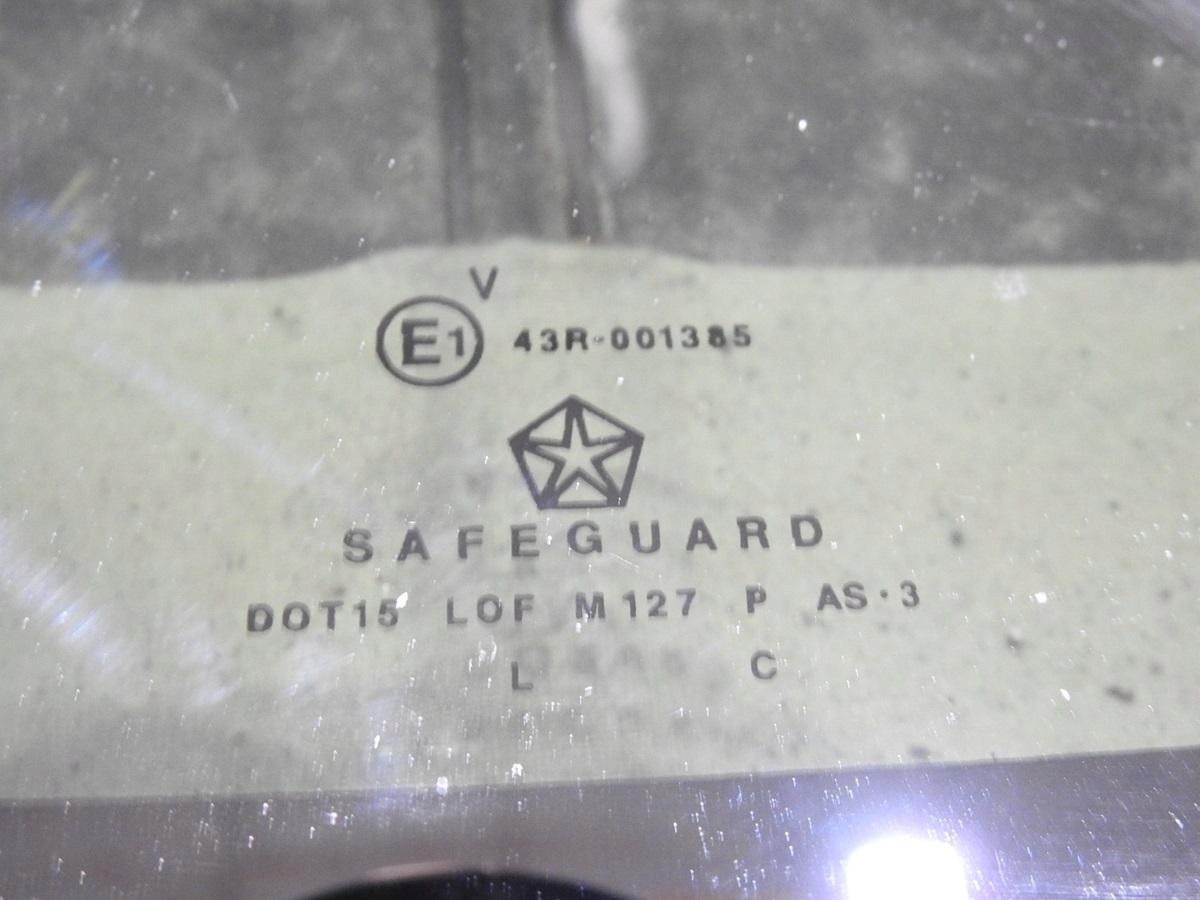 V
E1 43R-001385
SAFEGUARD
DOT15 LOF M127 P AS·3
L C